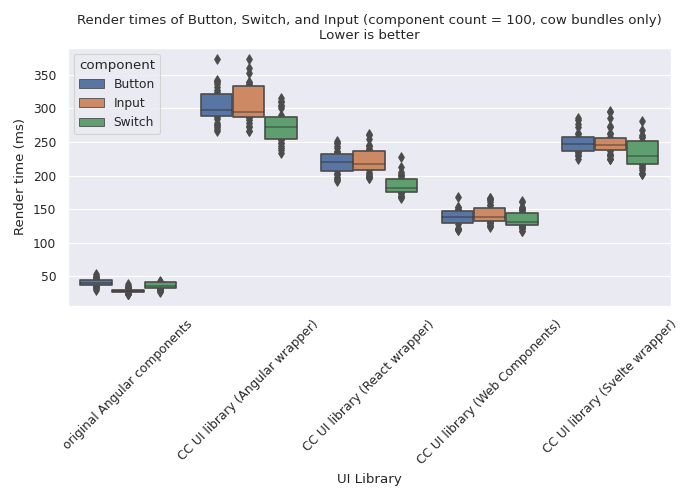 Render times of Button, Switch, and Input (component count = 100, cow bundles only)
Lower is better
component
Button
Input
Switch
Render time (ms)
350
300
250
200
150
100
50
original Angular components
CC UI library (Angular wrapper)
CC UI library (React wrapper)
CC UI library (Web Components)
CC UI library (Svelte wrapper)
UI Library